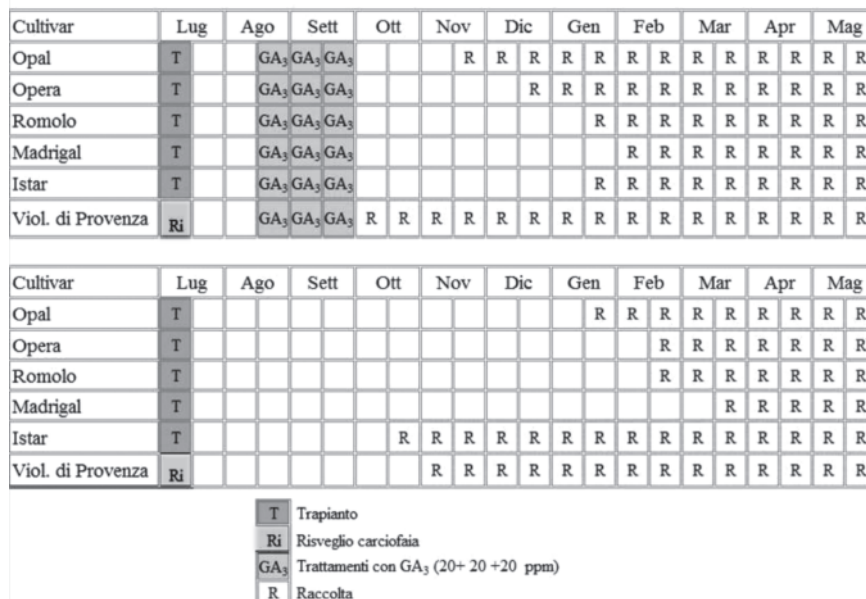 Cultivar Lug Ago Sett Ott Nov Dic Gen Feb Mar Apr Mag
Opal T GA₃ GA₃ GA₃ R R R R R R R R R R R R R
Opera T GA₃ GA₃ GA₃ R R R R R R R R R R R
Romolo T GA₃ GA₃ GA₃ R R R R R R R R R
Madrigal T GA₃ GA₃ GA₃ R R R R R R R R
Istar T GA₃ GA₃ GA₃ R R R R R R R R R
Viol. di Provenza Ri GA₃ GA₃ GA₃ R R R R R R R R R R R R R R R R
Cultivar Lug Ago Sett Ott Nov Dic Gen Feb Mar Apr Mag
Opal T R R R R R R R R R
Opera T R R R R R R R
Romolo T R R R R R R R
Madrigal T R R R R R
Istar T R R R R R R R R R R R R R R R
Viol. di Provenza Ri R R R R R R R R R R R R R R
T Trapianto
Ri Risveglio carciofaia
GA₃ Trattamenti con GA₃ (20+ 20 +20 ppm)
R Raccolta